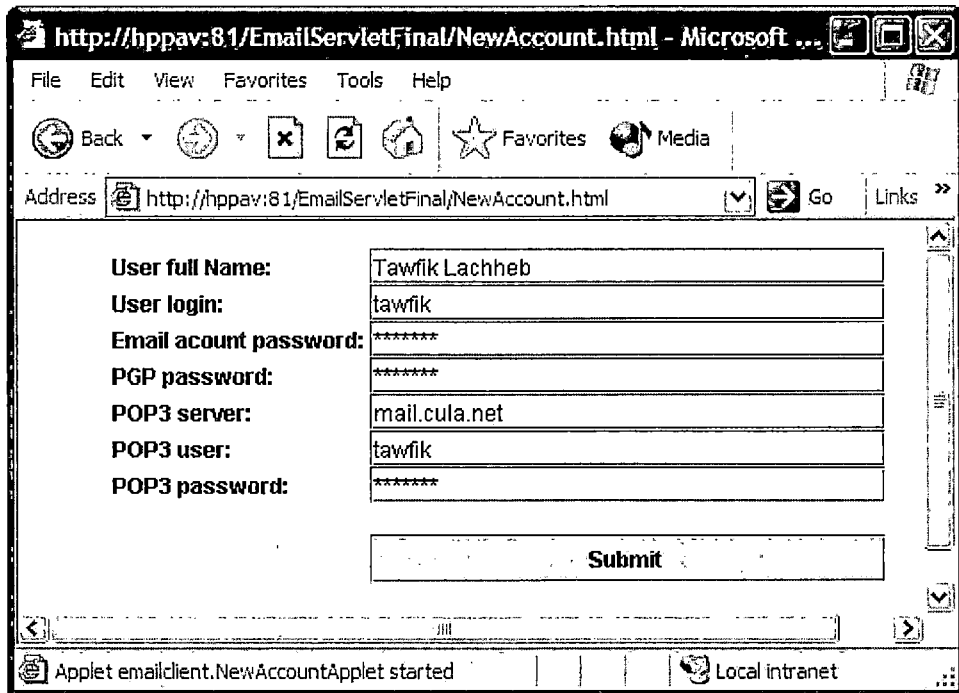 http://hppav:81/EmailServletFinal/NewAccount.html - Microsoft ...
File Edit View Favorites Tools Help
Back Favorites Media
Address http://hppav:81/EmailServletFinal/NewAccount.html Go Links »
User full Name: Tawfik Lachheb
User login: tawfik
Email acount password: *******
PGP password: *******
POP3 server: mail.cula.net
POP3 user: tawfik
POP3 password: *******
Submit
Applet emailclient.NewAccountApplet started Local intranet